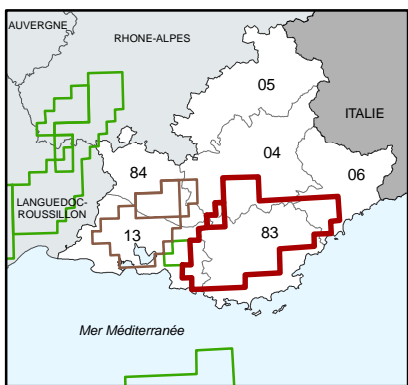 AUVERGNE
RHONE-ALPES
05
ITALIE
04
84
06
LANGUEDOC-
ROUSSILLON
13
83
Mer Méditerranée